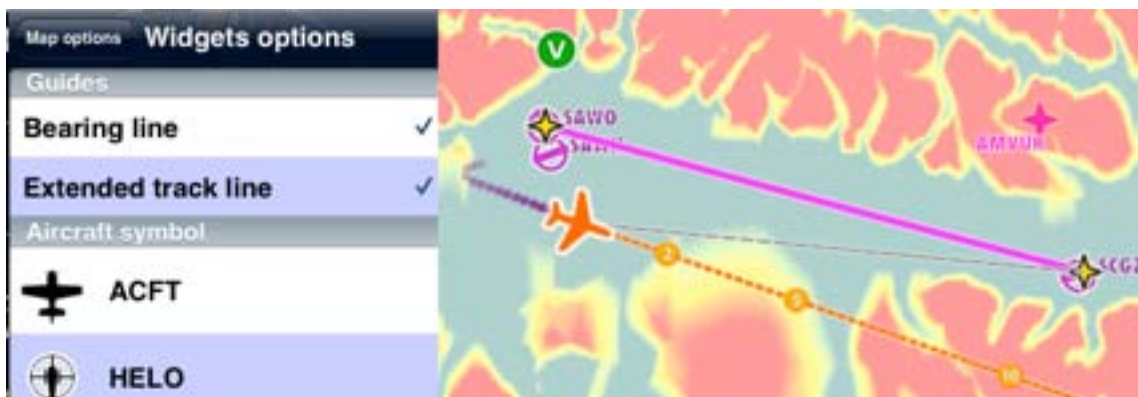 Map options Widgets options
Guides
Bearing line
Extended track line
Aircraft symbol
ACFT
HELO
V
SAWO
AMVUR
SCGZ
2
5
10